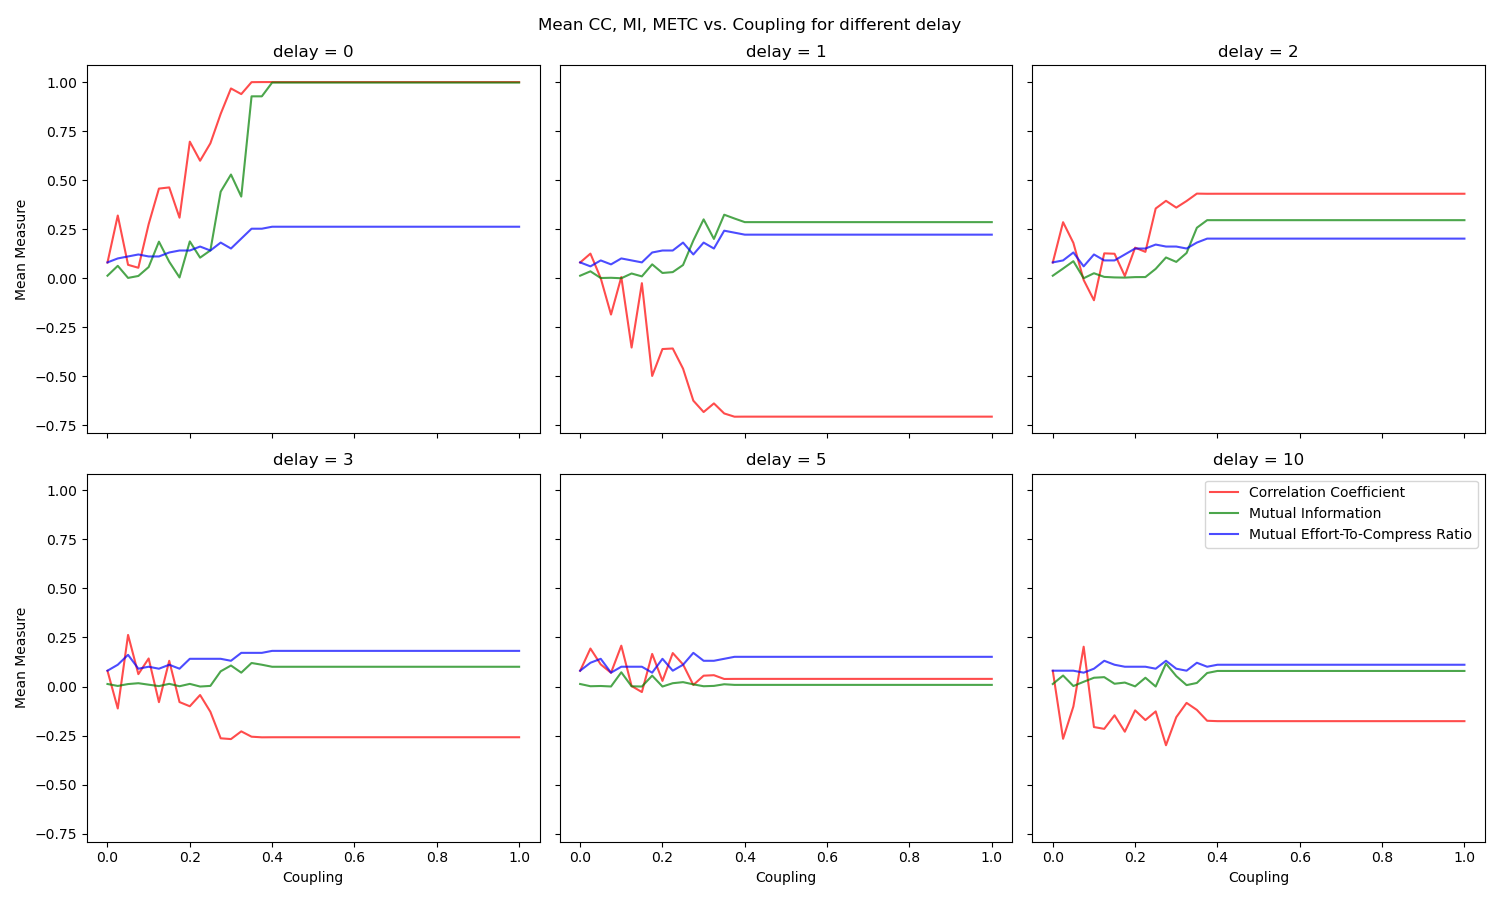 Mean CC, MI, METC vs. Coupling for different delay
delay = 0
delay = 1
delay = 2
Mean Measure
1.00
0.75
0.50
0.25
0.00
−0.25
−0.50
−0.75
delay = 3
delay = 5
delay = 10
Mean Measure
1.00
0.75
0.50
0.25
0.00
−0.25
−0.50
−0.75
Correlation Coefficient
Mutual Information
Mutual Effort-To-Compress Ratio
0.0 0.2 0.4 0.6 0.8 1.0
0.0 0.2 0.4 0.6 0.8 1.0
0.0 0.2 0.4 0.6 0.8 1.0
Coupling
Coupling
Coupling